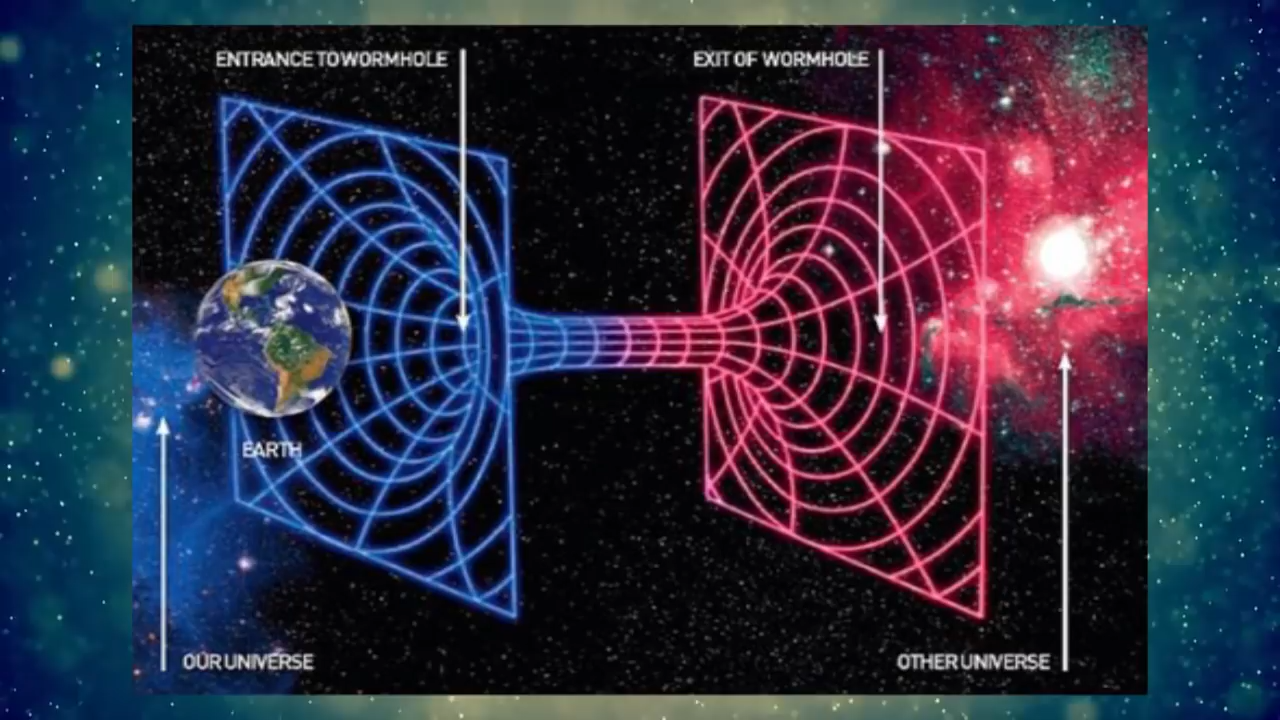 ENTRANCE TO WORMHOLE
EXIT OF WORMHOLE
EARTH
OUR UNIVERSE
OTHER UNIVERSE